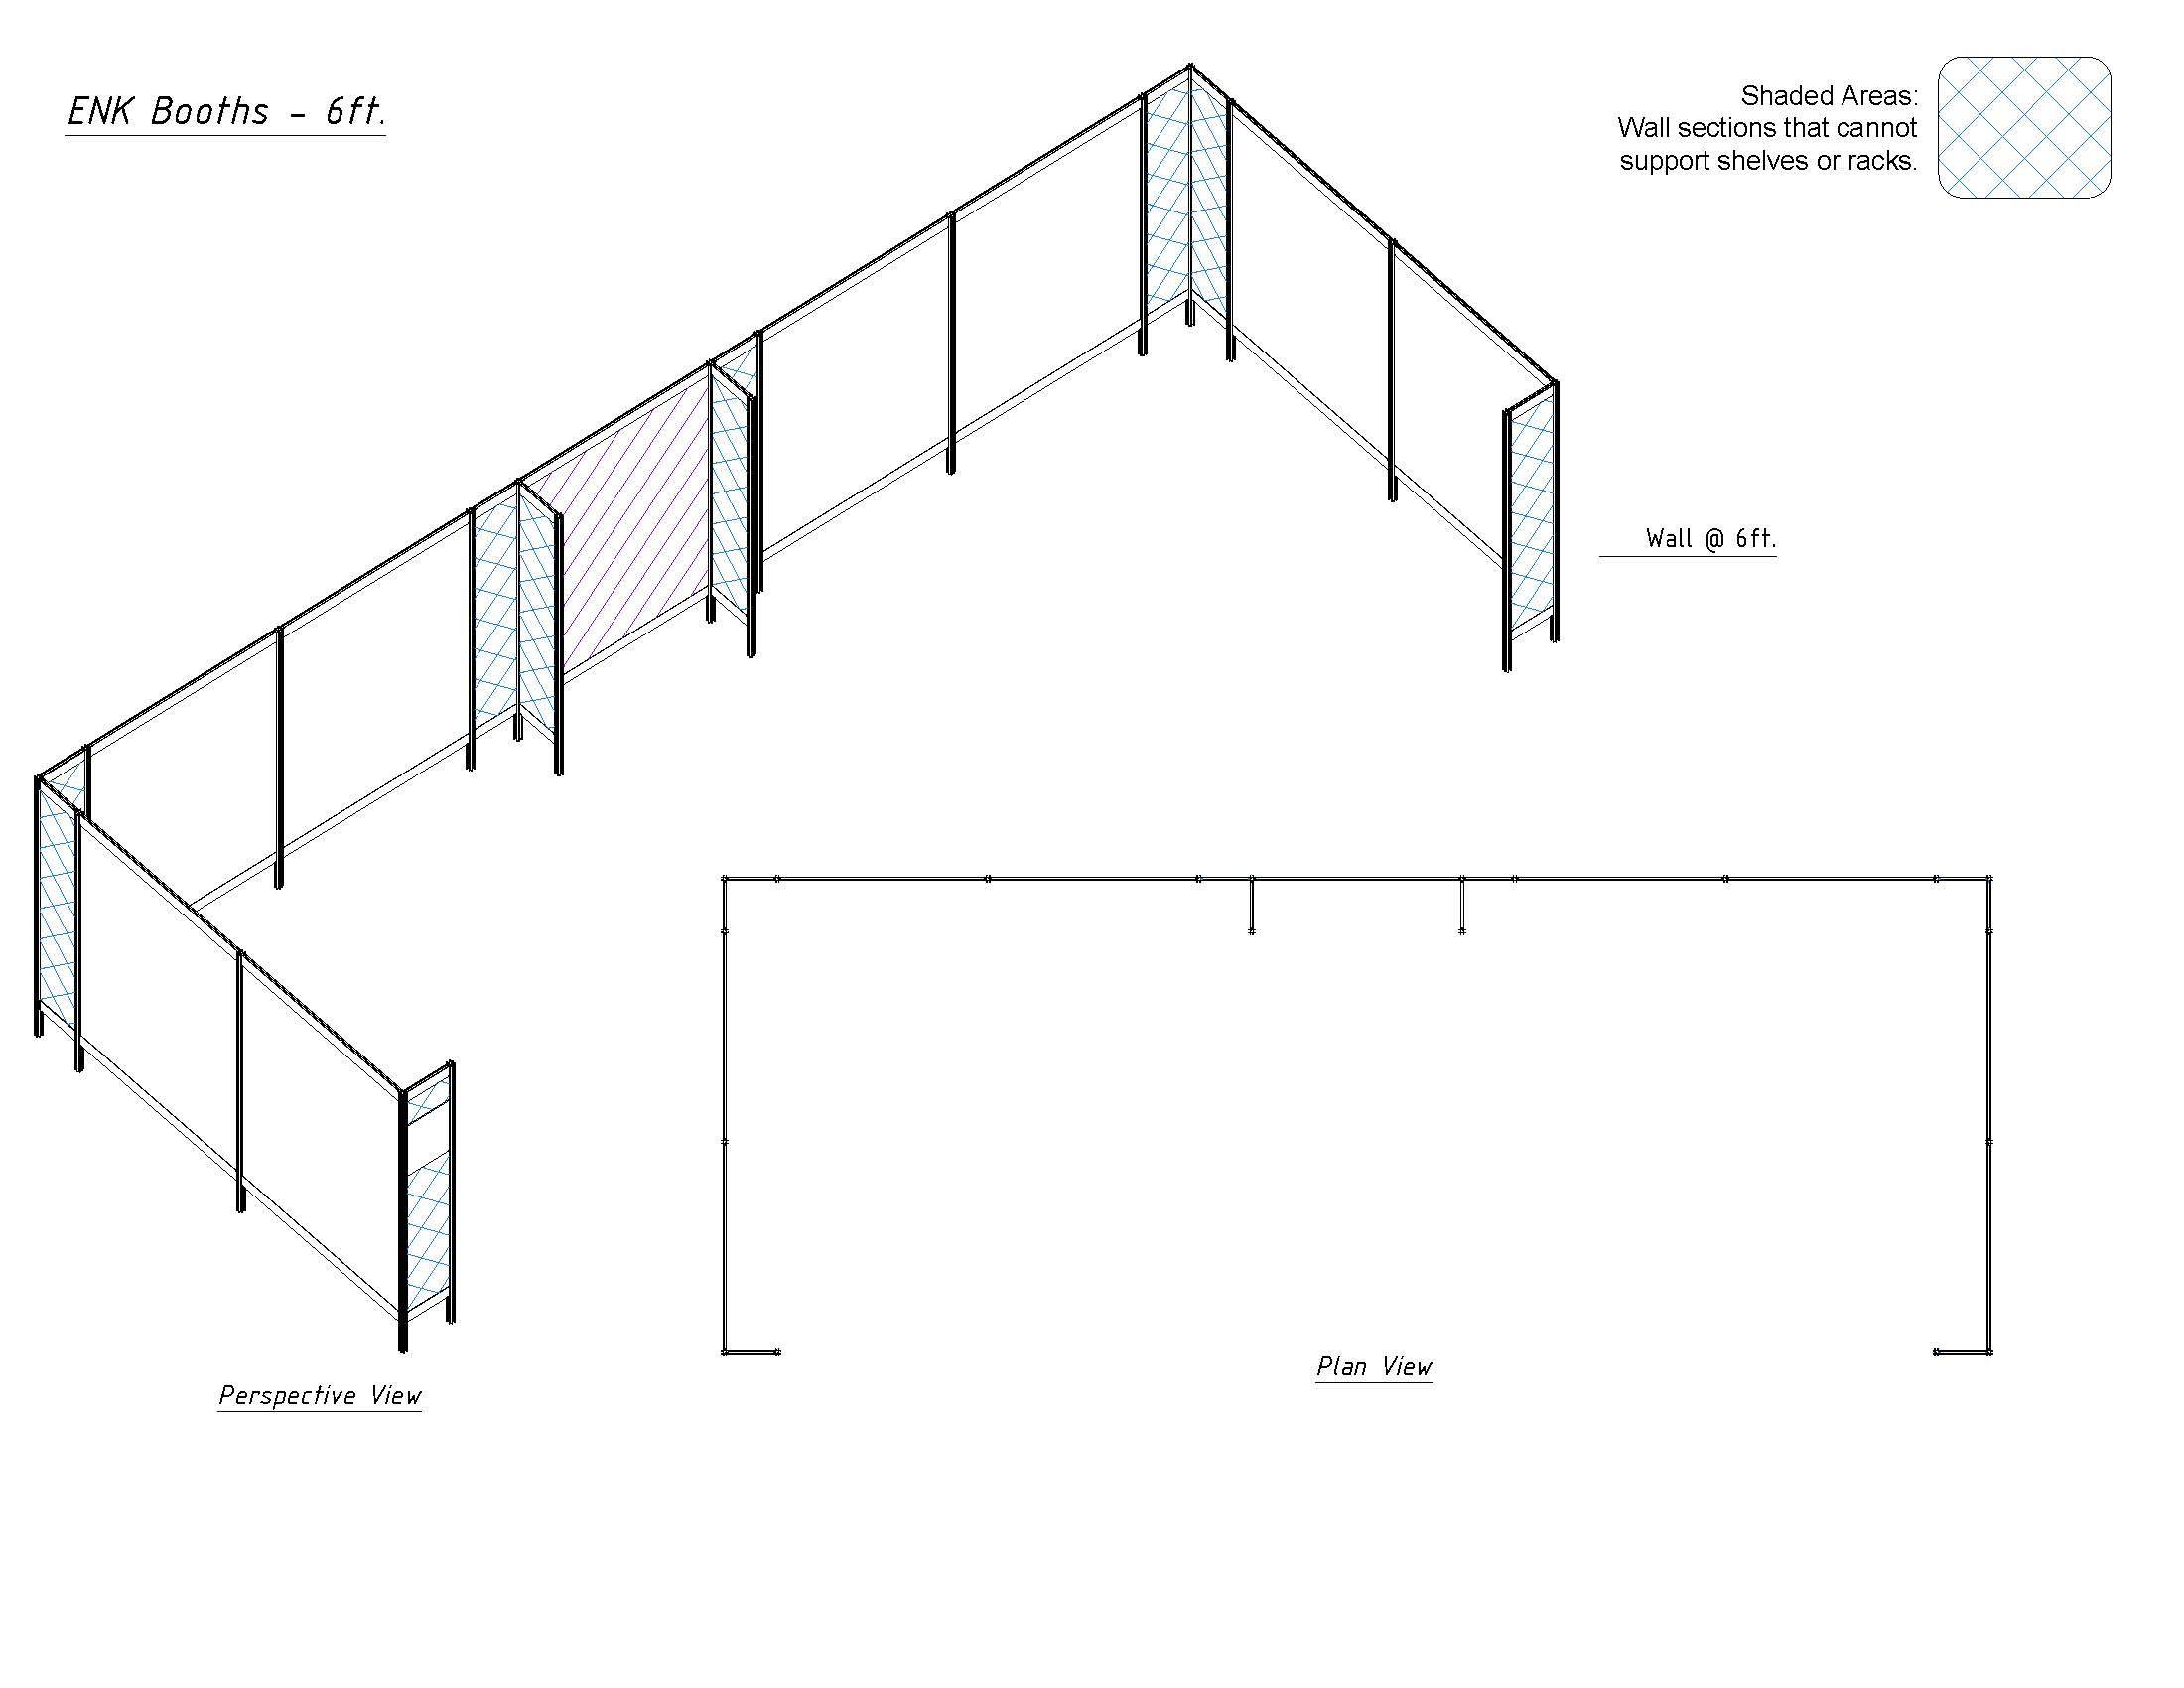 ENK Booths - 6ft.
Shaded Areas:
Wall sections that cannot
support shelves or racks.
Wall @ 6ft.
Plan View
Perspective View